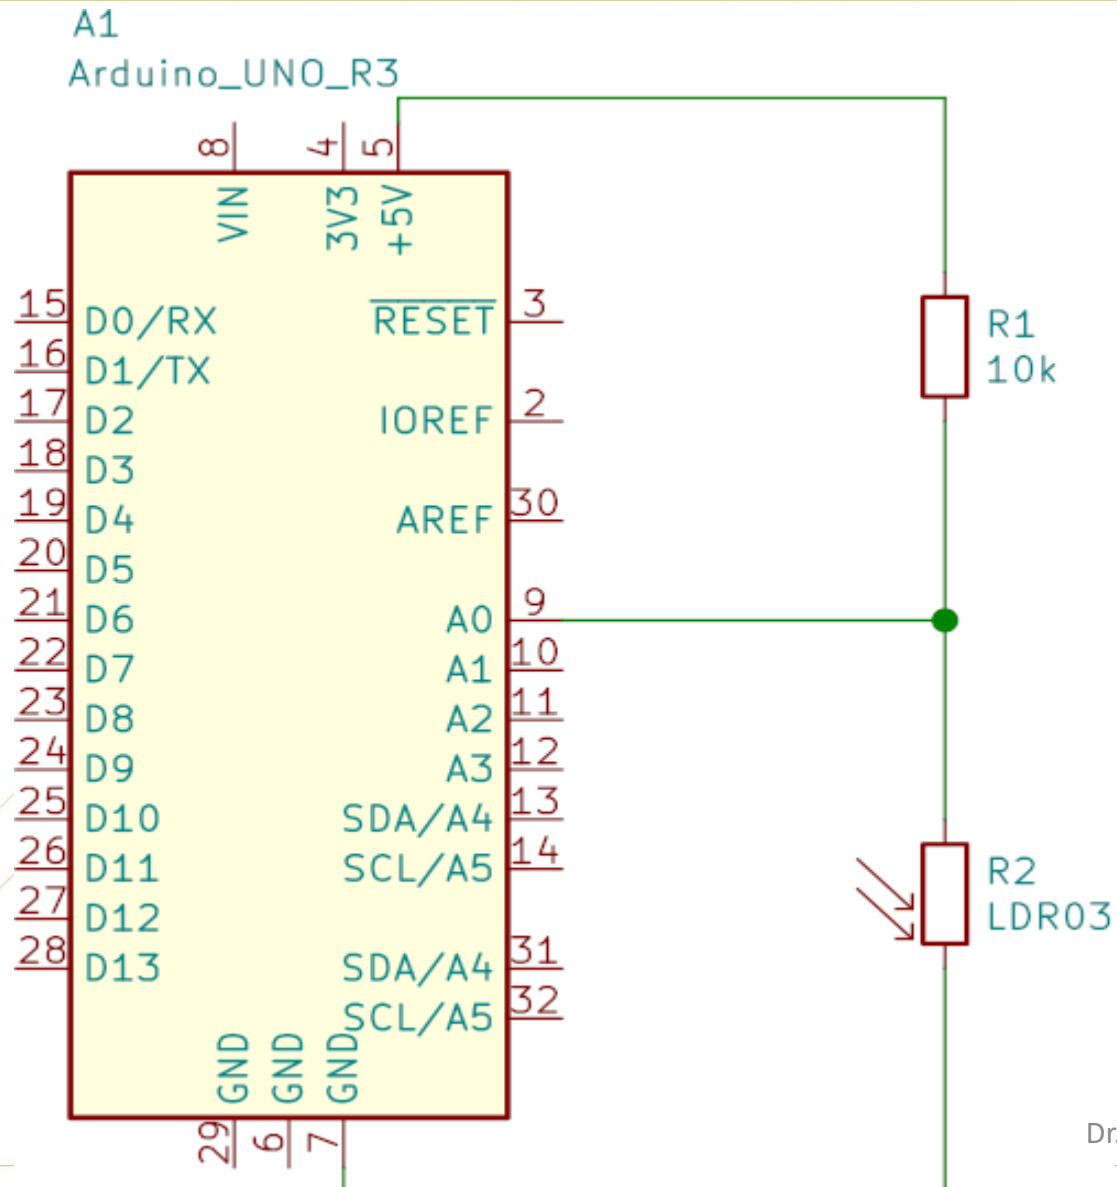 A1
Arduino_UNO_R3
8
4
5
VIN
3V3
+5V
15 D0/RX
RESET 3
16 D1/TX
17 D2
IOREF 2
18 D3
19 D4
AREF 30
20 D5
21 D6
A0 9
22 D7
A1 10
23 D8
A2 11
24 D9
A3 12
25 D10
SDA/A4 13
26 D11
SCL/A5 14
27 D12
28 D13
SDA/A4 31
SCL/A5 32
GND
GND
GND
29
6
7
R1
10k
R2
LDR03
Dr.